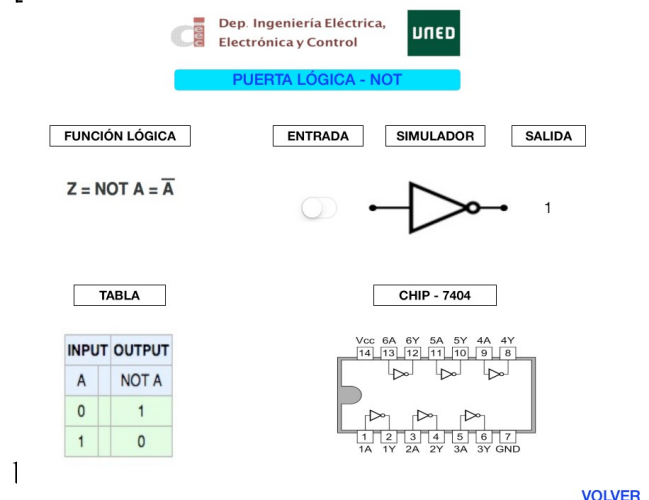 Dep. Ingeniería Eléctrica,
Electrónica y Control
UNED
PUERTA LÓGICA - NOT
FUNCIÓN LÓGICA
ENTRADA
SIMULADOR
SALIDA
Z = NOT A = A̅
1
TABLA
CHIP - 7404
INPUT OUTPUT
A NOT A
0 1
1 0
Vcc 6A 6Y 5A 5Y 4A 4Y
14 13 12 11 10 9 8
1 2 3 4 5 6 7
1A 1Y 2A 2Y 3A 3Y GND
VOLVER